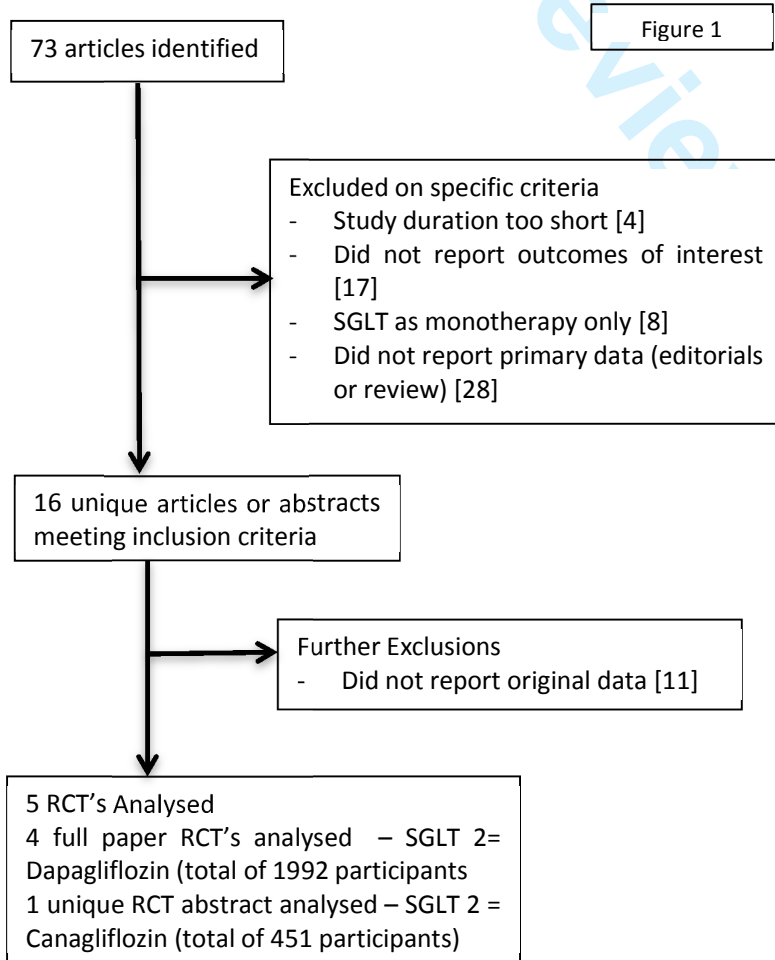 Figure 1
73 articles identified
Excluded on specific criteria
- Study duration too short [4]
- Did not report outcomes of interest
[17]
- SGLT as monotherapy only [8]
- Did not report primary data (editorials
or review) [28]
16 unique articles or abstracts
meeting inclusion criteria
Further Exclusions
- Did not report original data [11]
5 RCT's Analysed
4 full paper RCT's analysed – SGLT 2=
Dapagliflozin (total of 1992 participants
1 unique RCT abstract analysed – SGLT 2 =
Canagliflozin (total of 451 participants)